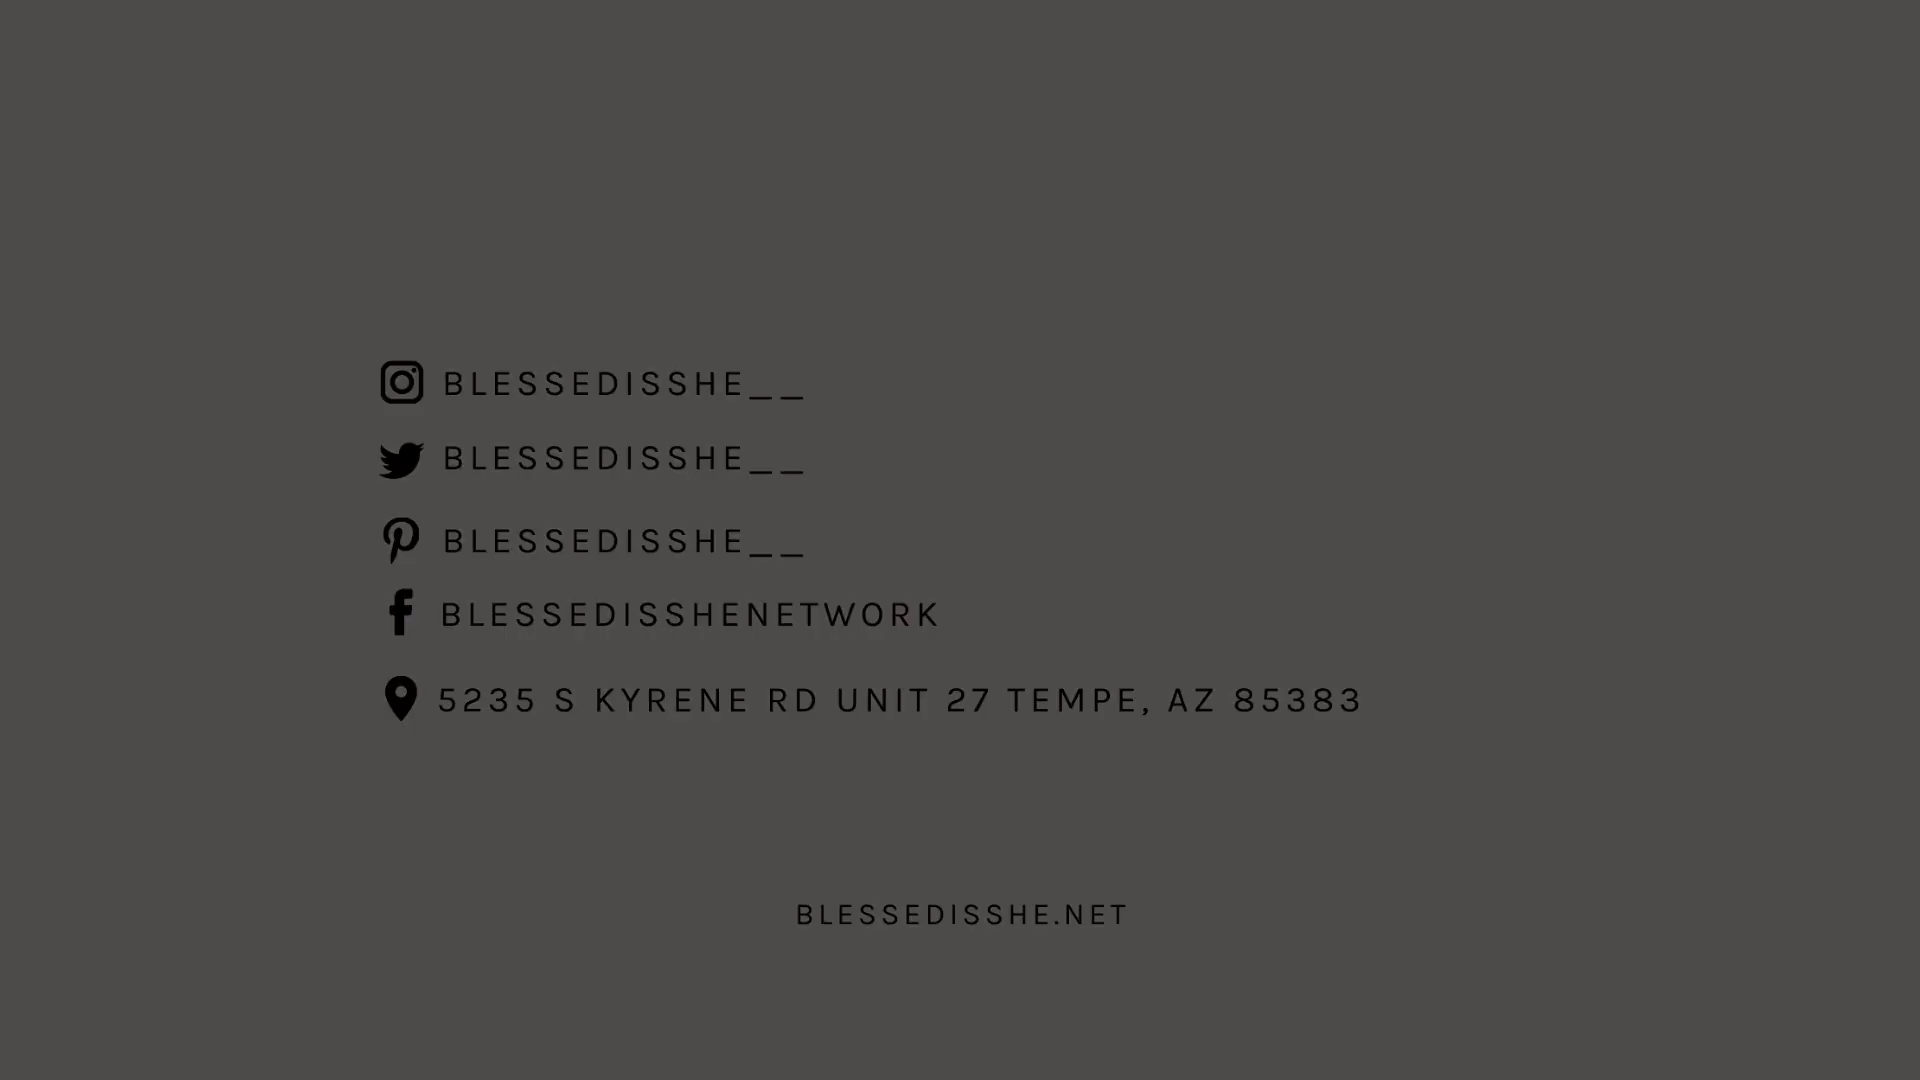 BLESSEDISSHE__
BLESSEDISSHE__
BLESSEDISSHE__
BLESSEDISSHENETWORK
5235 S KYRENE RD UNIT 27 TEMPE, AZ 85383
BLESSEDISSHE.NET